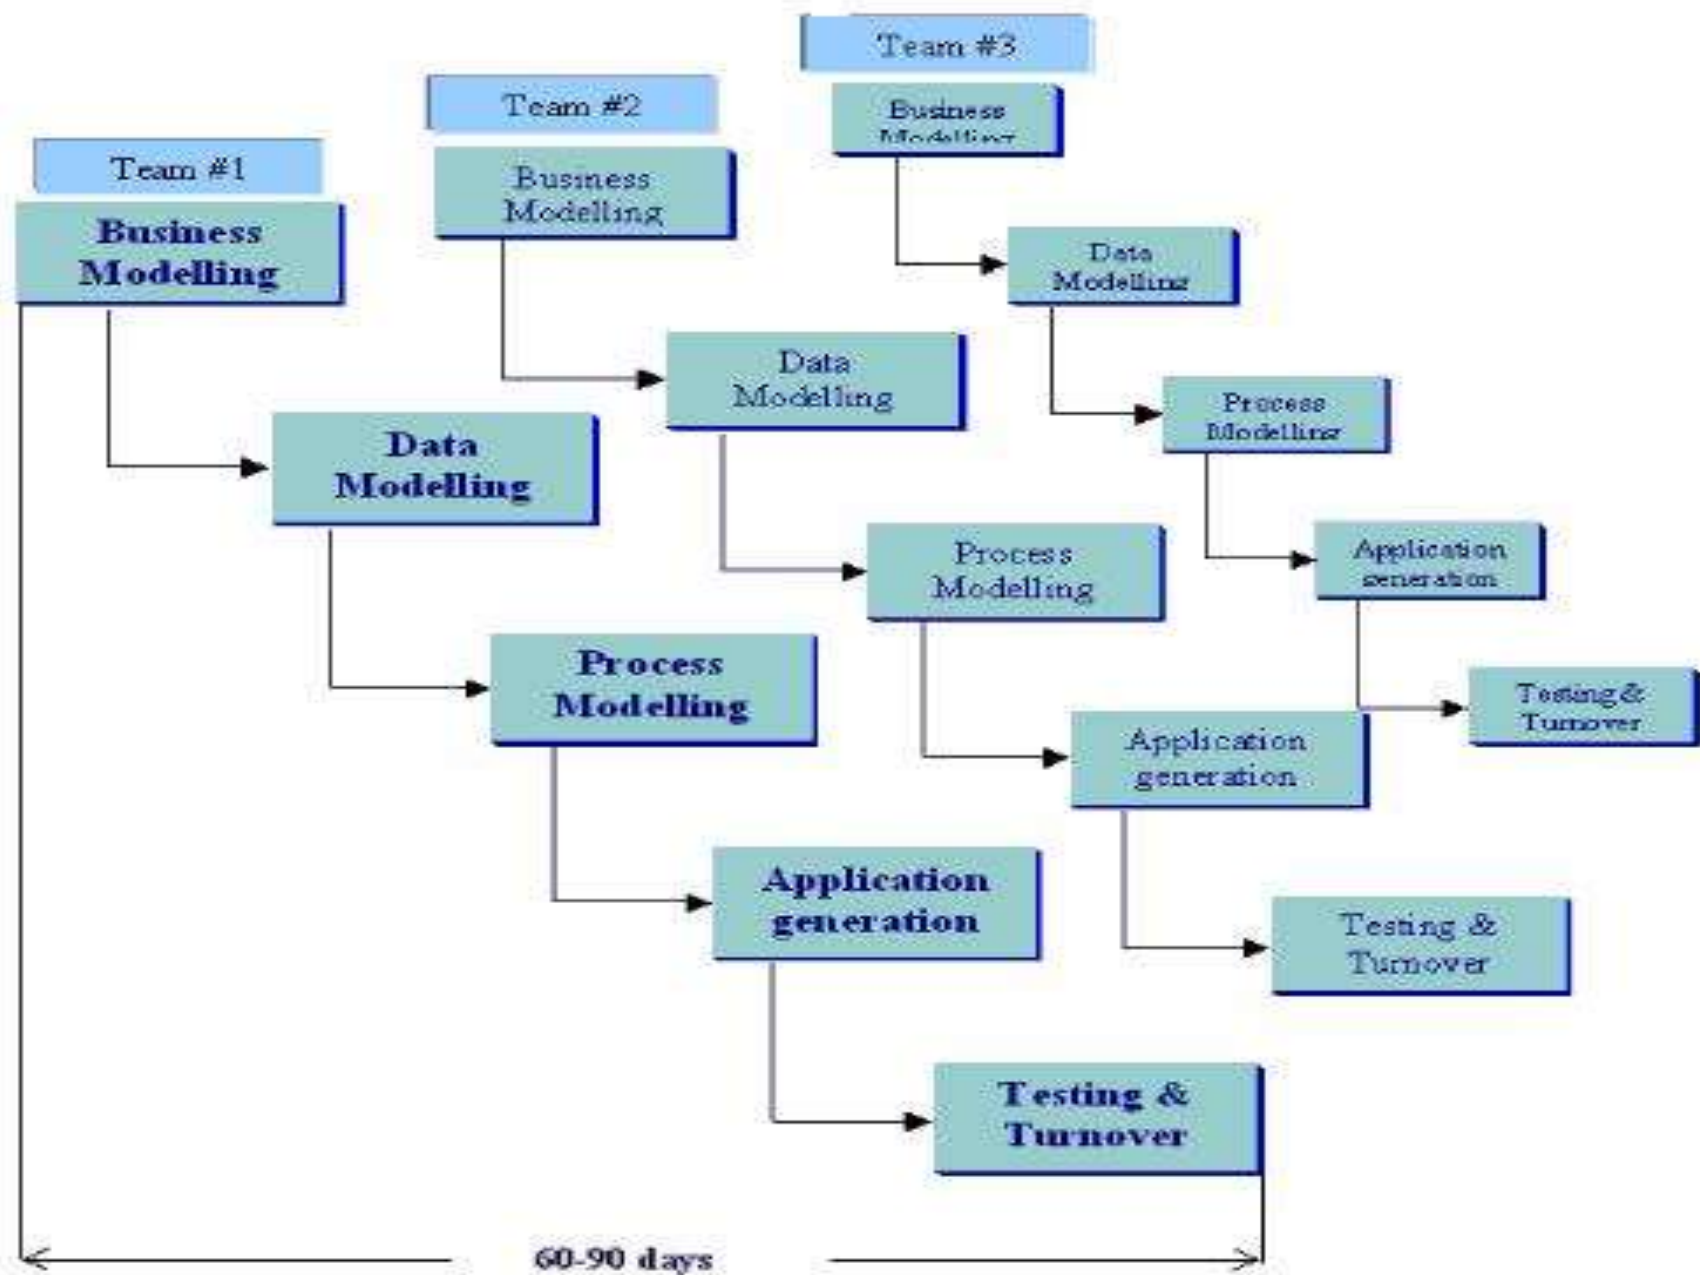 Team #1
Business
Modelling
Data
Modelling
Process
Modelling
Application
generation
Testing &
Turnover
Team #2
Business
Modelling
Data
Modelling
Process
Modelling
Application
generation
Testing &
Turnover
Team #3
Business
Modelling
Data
Modelling
Process
Modelling
Application
generation
Testing &
Turnover
60-90 days